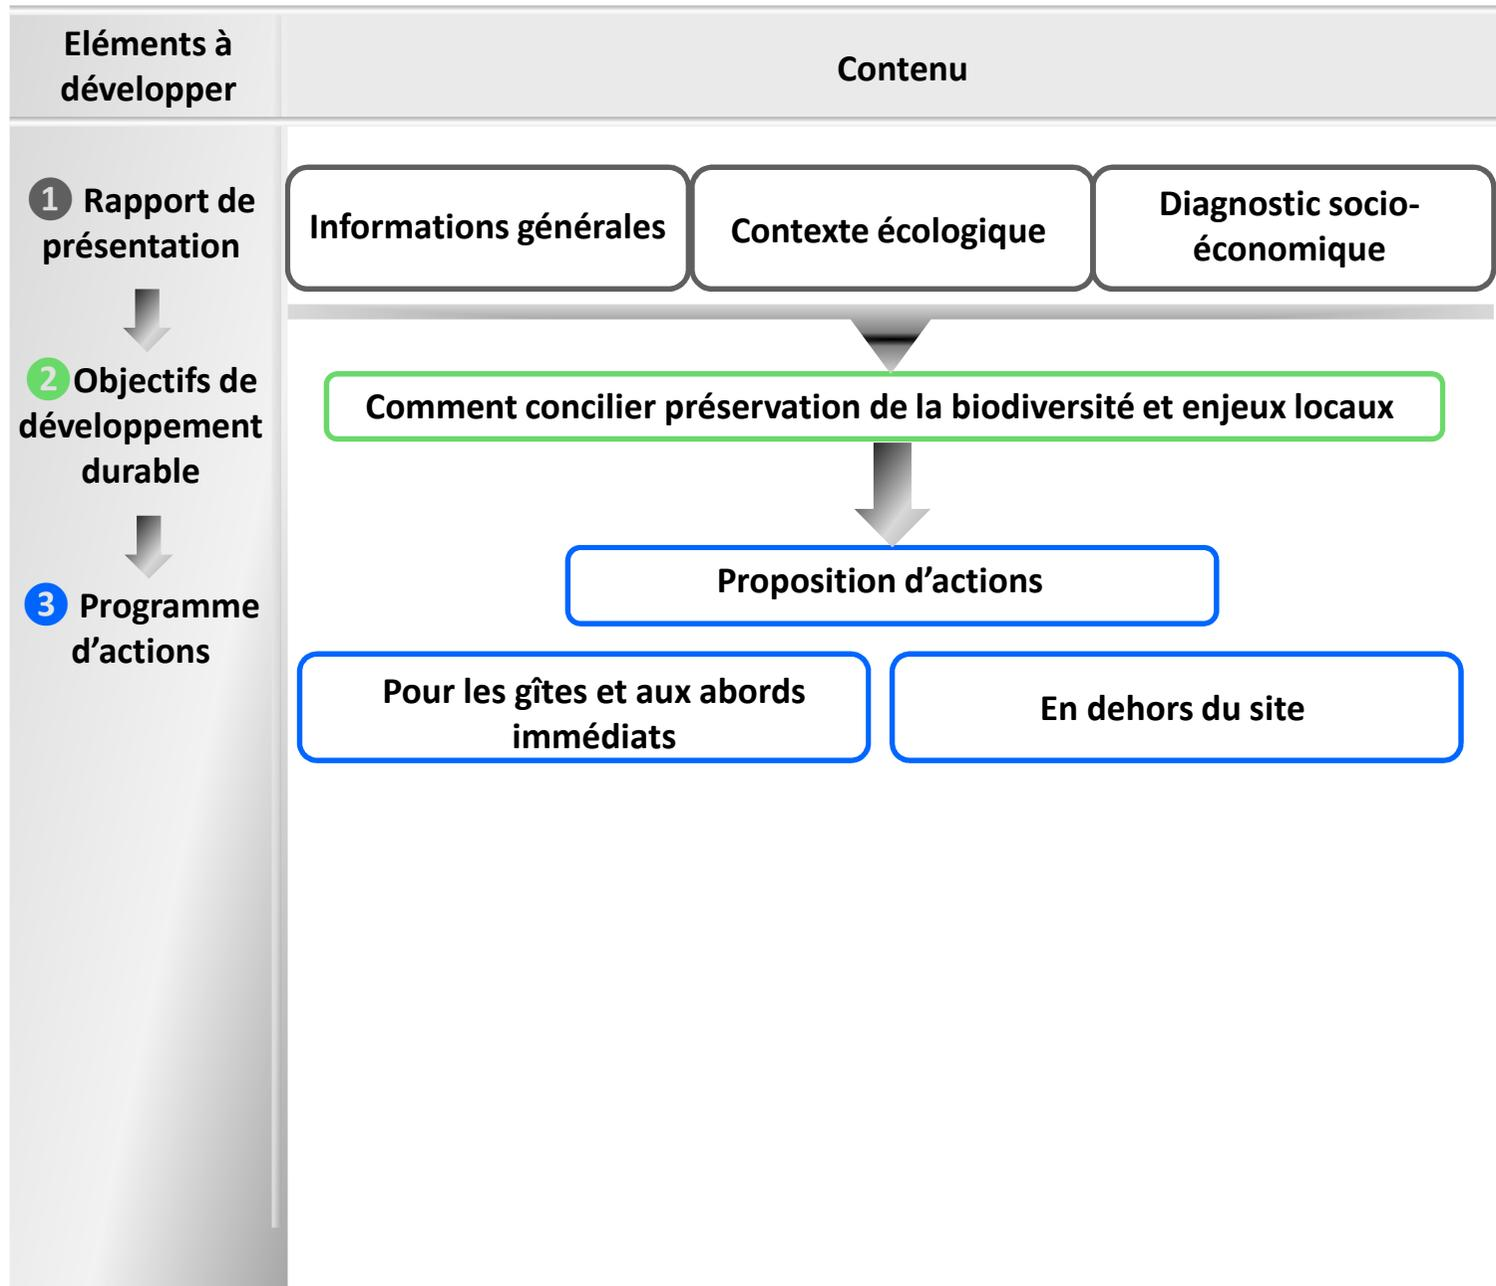 Eléments à
développer
Contenu
1 Rapport de
présentation
Informations générales
Contexte écologique
Diagnostic socio-
économique
2 Objectifs de
développement
durable
Comment concilier préservation de la biodiversité et enjeux locaux
3 Programme
d’actions
Proposition d’actions
Pour les gîtes et aux abords
immédiats
En dehors du site